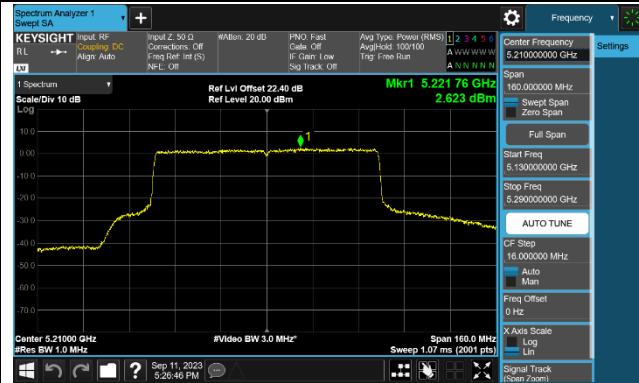 Spectrum Analyzer 1
Swept SA
+
Frequency
KEYSIGHT
RL
LXI
Input: RF
Coupling: DC
Align: Auto
Input Z: 50 Ω
Corrections: Off
Freq Ref: Int (S)
NFE: Off
#Atten: 20 dB
PNO: Fast
Gate: Off
IF Gain: Low
Sig Track: Off
Avg Type: Power (RMS)
Avg|Hold: 100/100
Trig: Free Run
1 2 3 4 5 6
A W W W W W
A N N N N N
1 Spectrum
Scale/Div 10 dB
Log
Ref Lvl Offset 22.40 dB
Ref Level 20.00 dBm
Mkr1 5.221 76 GHz
2.623 dBm
10.0
0.00
-10.0
-20.0
-30.0
-40.0
-50.0
-60.0
-70.0
1
Center 5.21000 GHz
#Res BW 1.0 MHz
#Video BW 3.0 MHz*
Span 160.0 MHz
Sweep 1.07 ms (2001 pts)
Center Frequency
5.210000000 GHz
Settings
Span
160.000000 MHz
Swept Span
Zero Span
Full Span
Start Freq
5.130000000 GHz
Stop Freq
5.290000000 GHz
AUTO TUNE
CF Step
16.000000 MHz
Auto
Man
Freq Offset
0 Hz
X Axis Scale
Log
Lin
Signal Track
(Span Zoom)
?
Sep 11, 2023
5:26:46 PM